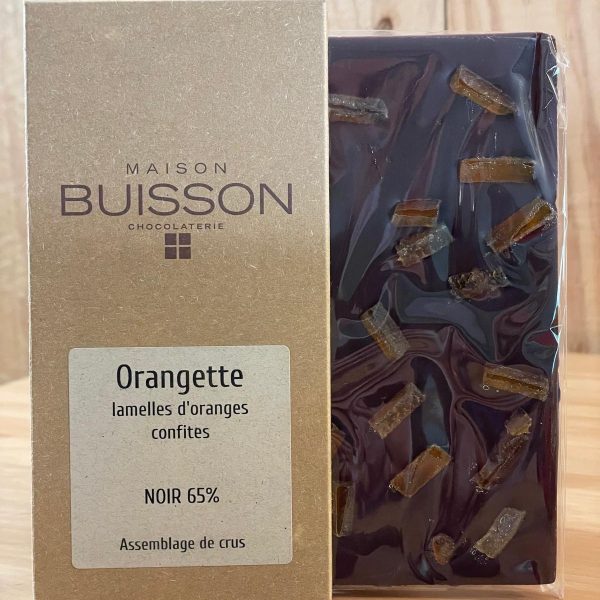 MAISON
BUISSON
CHOCOLATERIE
Orangette
lamelles d'oranges
confites
NOIR 65%
Assemblage de crus